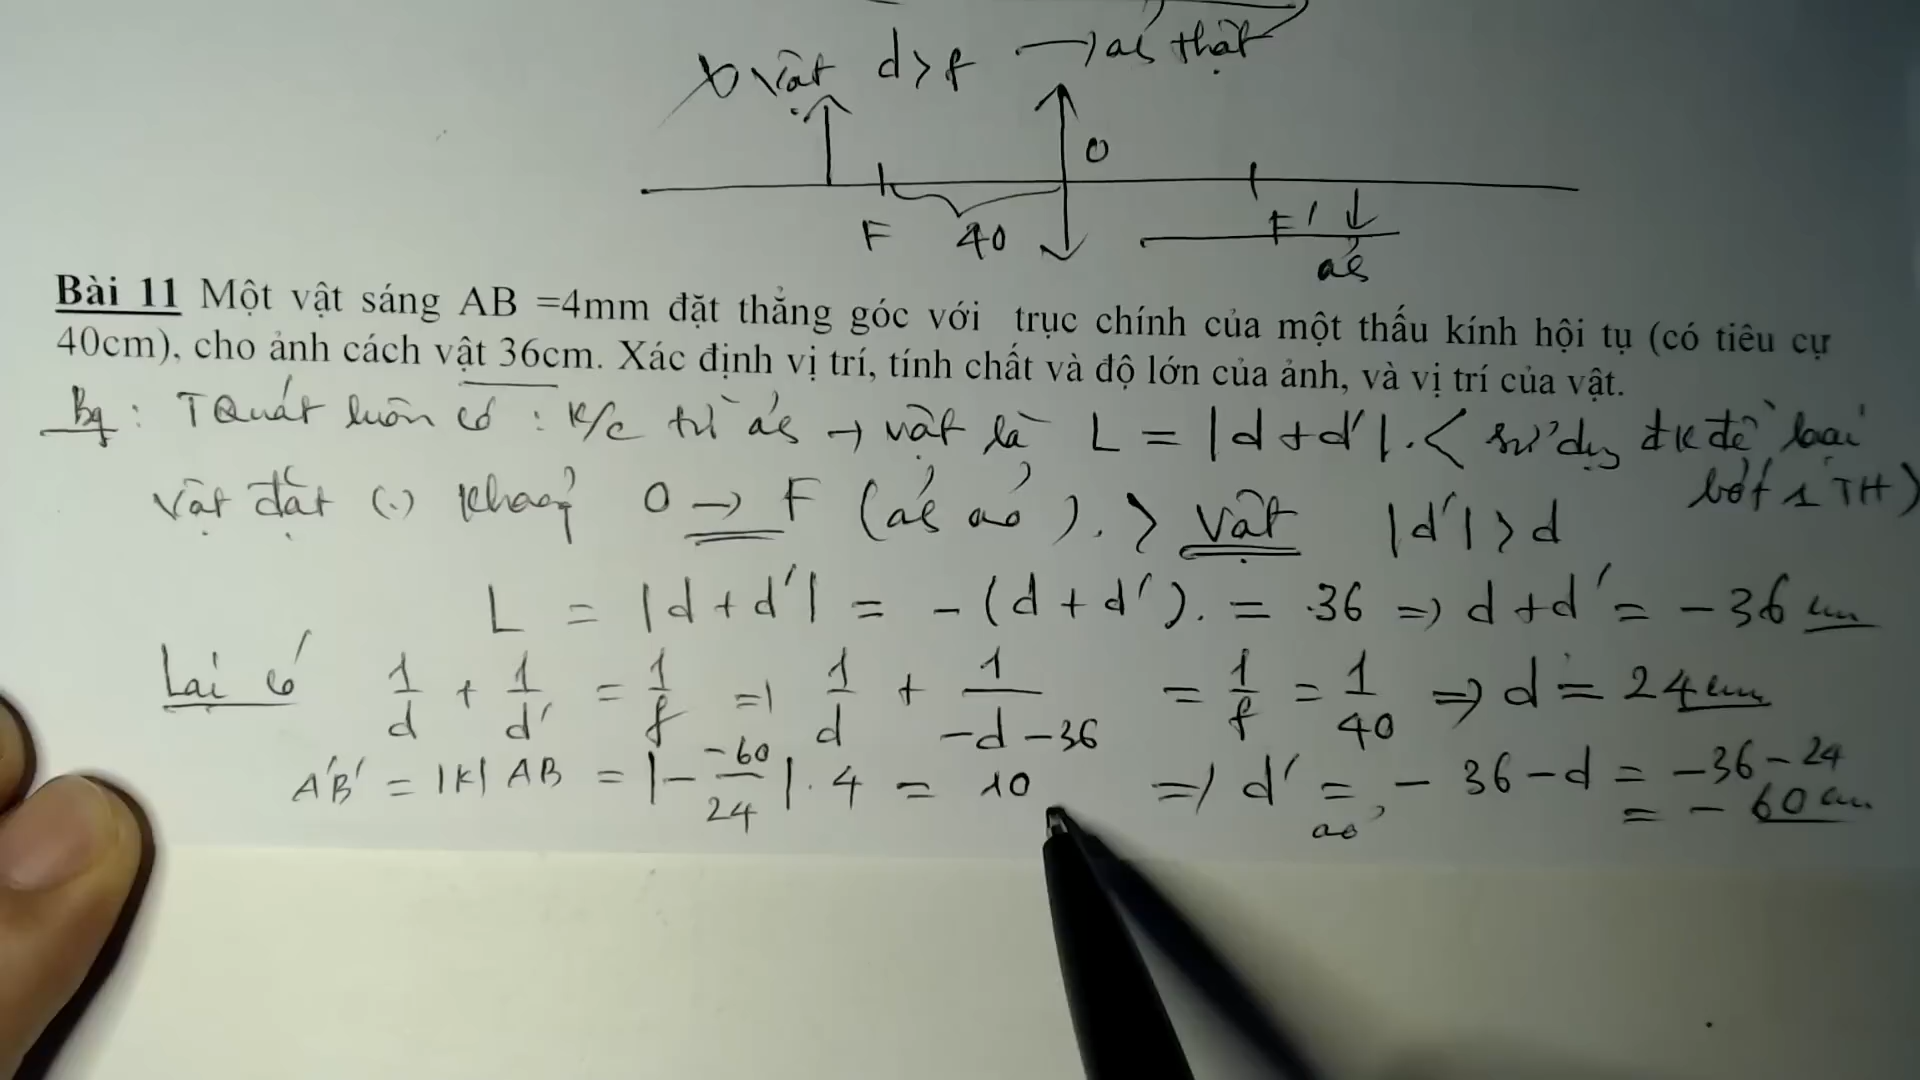 vật d > f → ảnh thật
O
F 40 F'
ảnh
Bài 11 Một vật sáng AB =4mm đặt thẳng góc với trục chính của một thấu kính hội tụ (có tiêu cự
40cm), cho ảnh cách vật 36cm. Xác định vị trí, tính chất và độ lớn của ảnh, và vị trí của vật.
Bg : TQuát luôn có : K/c từ ảnh → vật là L = |d + d'|. < sử dụg đk để loại
bớt 1 TH)
Vật đặt (.) khoảg O → F (ảnh ảo). > vật |d'| > d
L = |d + d'| = - (d + d'). = 36 => d + d' = - 36 cm
Lại có 1/d + 1/d' = 1/f => 1/d + 1/(-d - 36) = 1/f = 1/40 => d = 24 cm
A'B' = |k| AB = |- -60/24| . 4 = 10 => d' = - 36 - d = - 36 - 24
ảo = - 60 cm